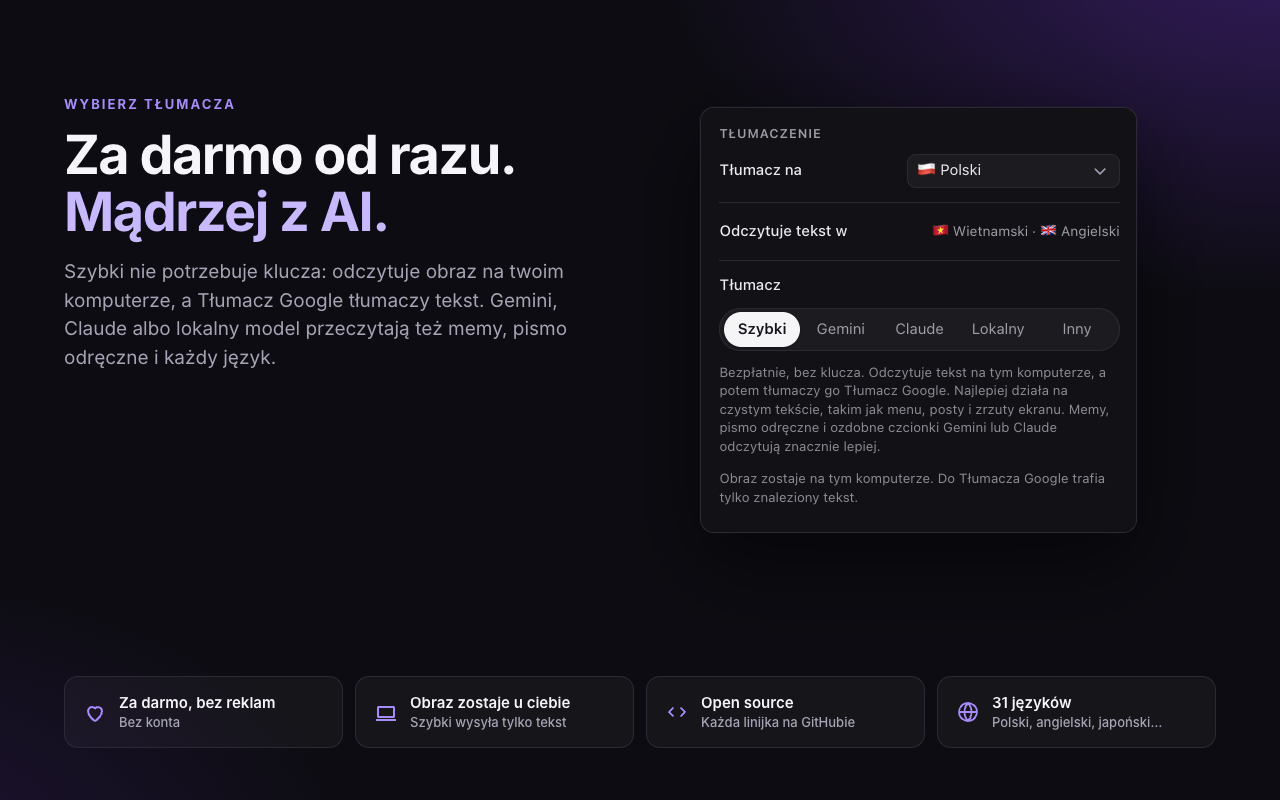 WYBIERZ TŁUMACZA
Za darmo od razu.
Mądrzej z AI.
Szybki nie potrzebuje klucza: odczytuje obraz na twoim
komputerze, a Tłumacz Google tłumaczy tekst. Gemini,
Claude albo lokalny model przeczytają też memy, pismo
odręczne i każdy język.
TŁUMACZENIE
Tłumacz na
Polski
Odczytuje tekst w
Wietnamski · Angielski
Tłumacz
Szybki
Gemini
Claude
Lokalny
Inny
Bezpłatnie, bez klucza. Odczytuje tekst na tym komputerze, a
potem tłumaczy go Tłumacz Google. Najlepiej działa na
czystym tekście, takim jak menu, posty i zrzuty ekranu. Memy,
pismo odręczne i ozdobne czcionki Gemini lub Claude
odczytują znacznie lepiej.
Obraz zostaje na tym komputerze. Do Tłumacza Google trafia
tylko znaleziony tekst.
Za darmo, bez reklam
Bez konta
Obraz zostaje u ciebie
Szybki wysyła tylko tekst
Open source
Każda linijka na GitHubie
31 języków
Polski, angielski, japoński…